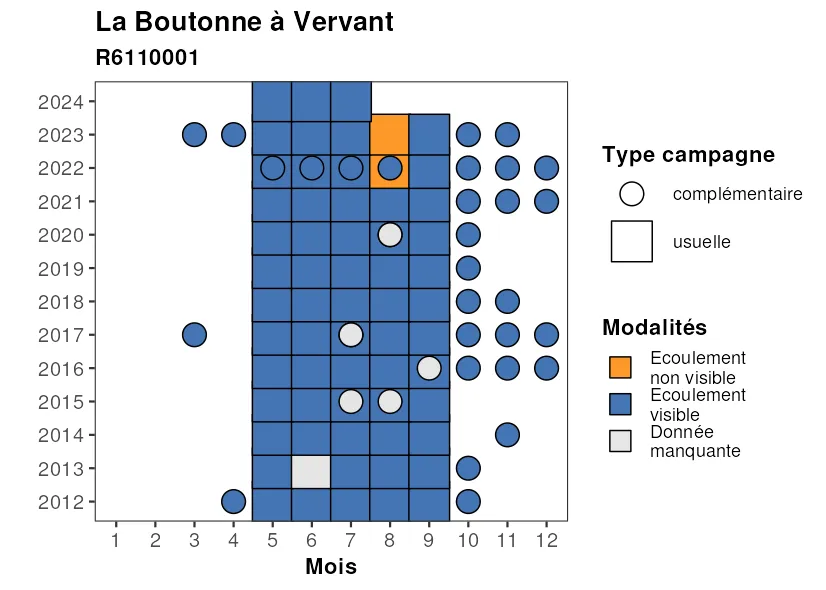 La Boutonne à Vervant
R6110001
2024
2023
2022
2021
2020
2019
2018
2017
2016
2015
2014
2013
2012
1 2 3 4 5 6 7 8 9 10 11 12
Mois
Type campagne
complémentaire
usuelle
Modalités
Ecoulement
non visible
Ecoulement
visible
Donnée
manquante